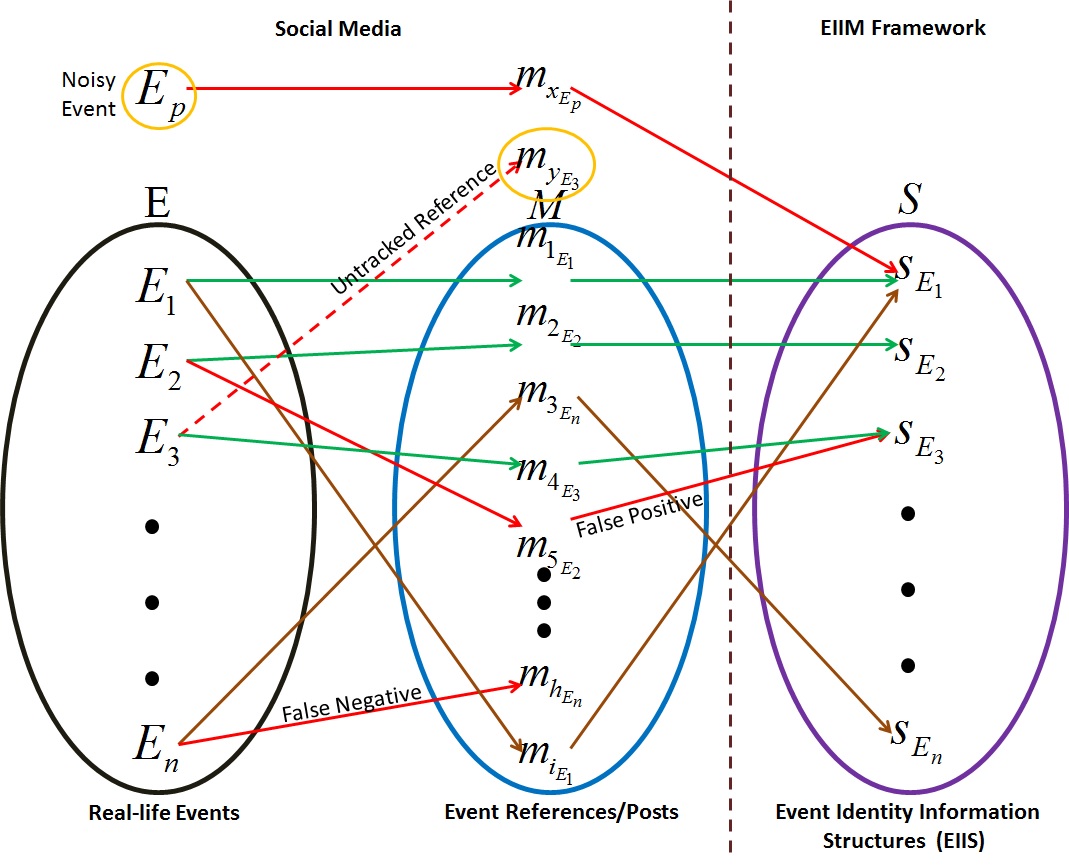 Social Media
EIIM Framework
Noisy
Event
E_p
m_{x_{E_p}}
m_{y_{E_3}}
Untracked Reference
E
M
S
E_1
m_{1_{E_1}}
s_{E_1}
E_2
m_{2_{E_2}}
s_{E_2}
m_{3_{E_n}}
E_3
m_{4_{E_3}}
s_{E_3}
False Positive
m_{5_{E_2}}
m_{h_{E_n}}
False Negative
E_n
m_{i_{E_1}}
s_{E_n}
Real-life Events
Event References/Posts
Event Identity Information
Structures (EIIS)